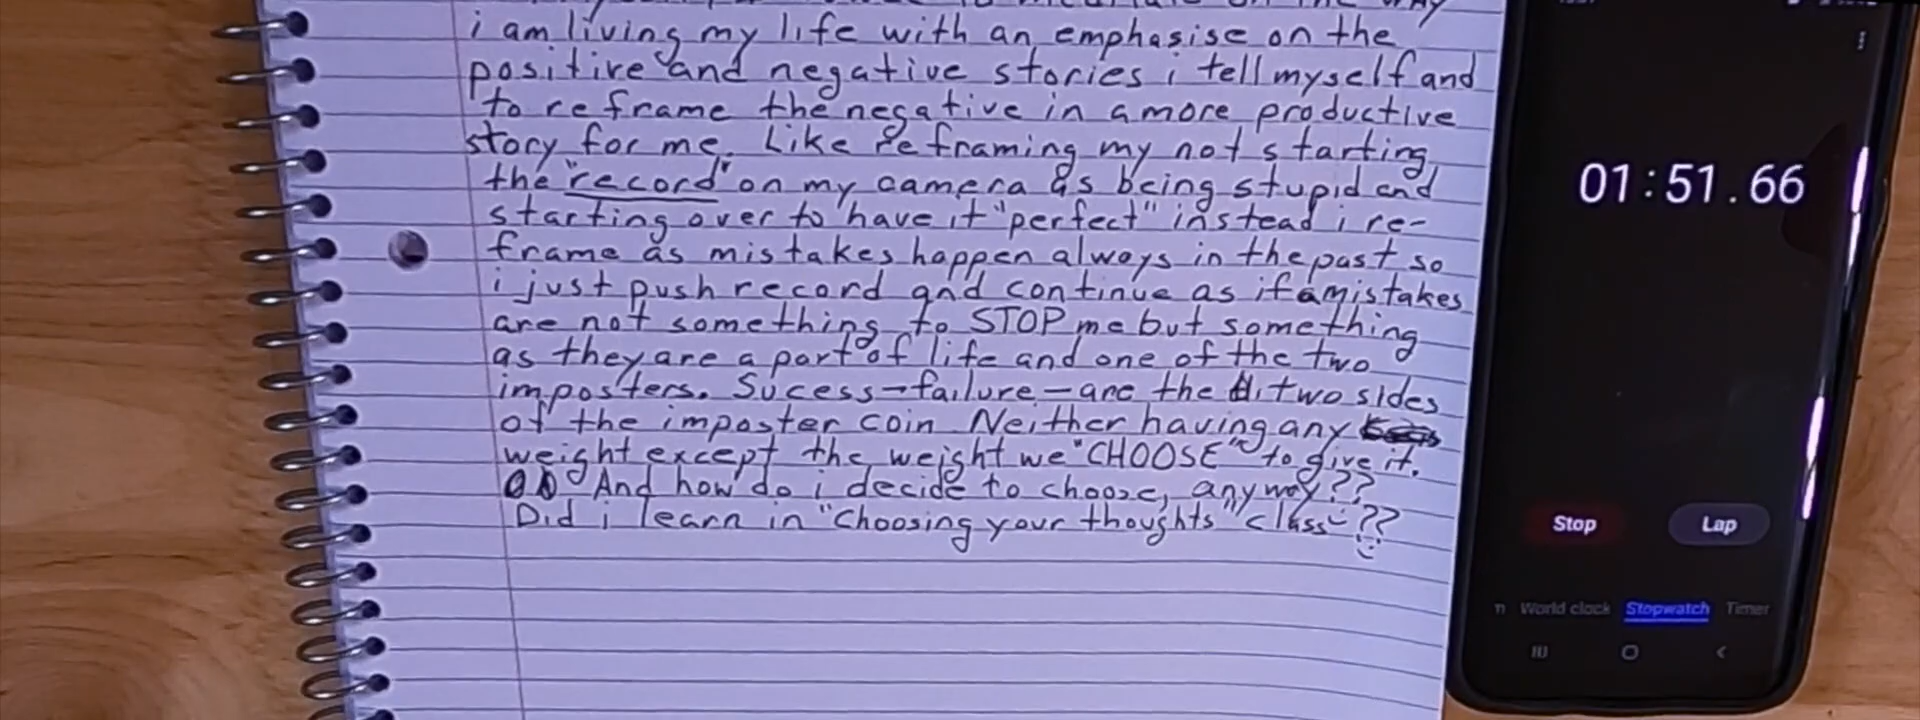 to meditate on the way
i am living my life with an emphasise on the
positive and negative stories i tell myself and
to reframe the negative in a more productive
story for me. Like reframing my not starting
the "record" on my camera as being stupid and
starting over to have it "perfect" instead i re-
frame as mistakes happen always in the past so
i just push record and continue as if a mistakes
are not something to STOP me but something
as they are a part of life and one of the two
imposters. Sucess-failure-are the two sides
of the imposter coin Neither having any
weight except the weight we "CHOOSE" to give it.
And how do i decide to choose, anyway??
Did i learn in "Choosing your thoughts" class-??
01:51.66
Stop Lap
World clock Stopwatch Timer